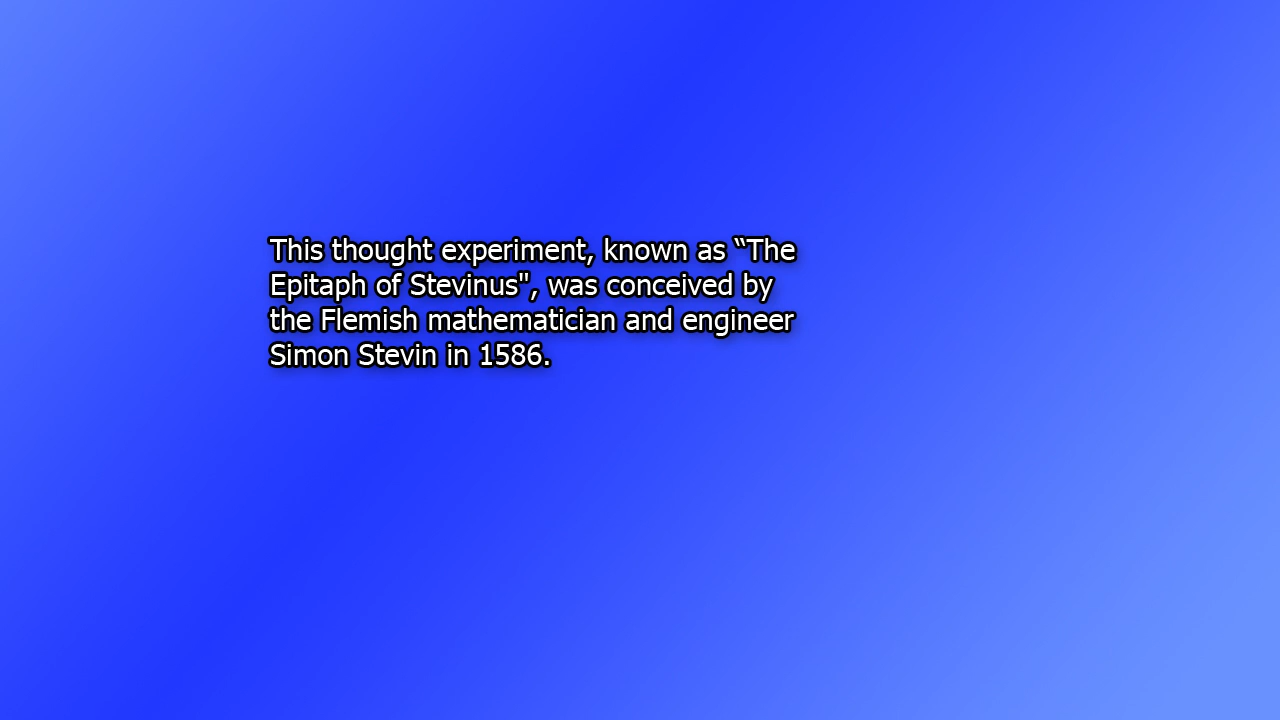 This thought experiment, known as “The
Epitaph of Stevinus", was conceived by
the Flemish mathematician and engineer
Simon Stevin in 1586.